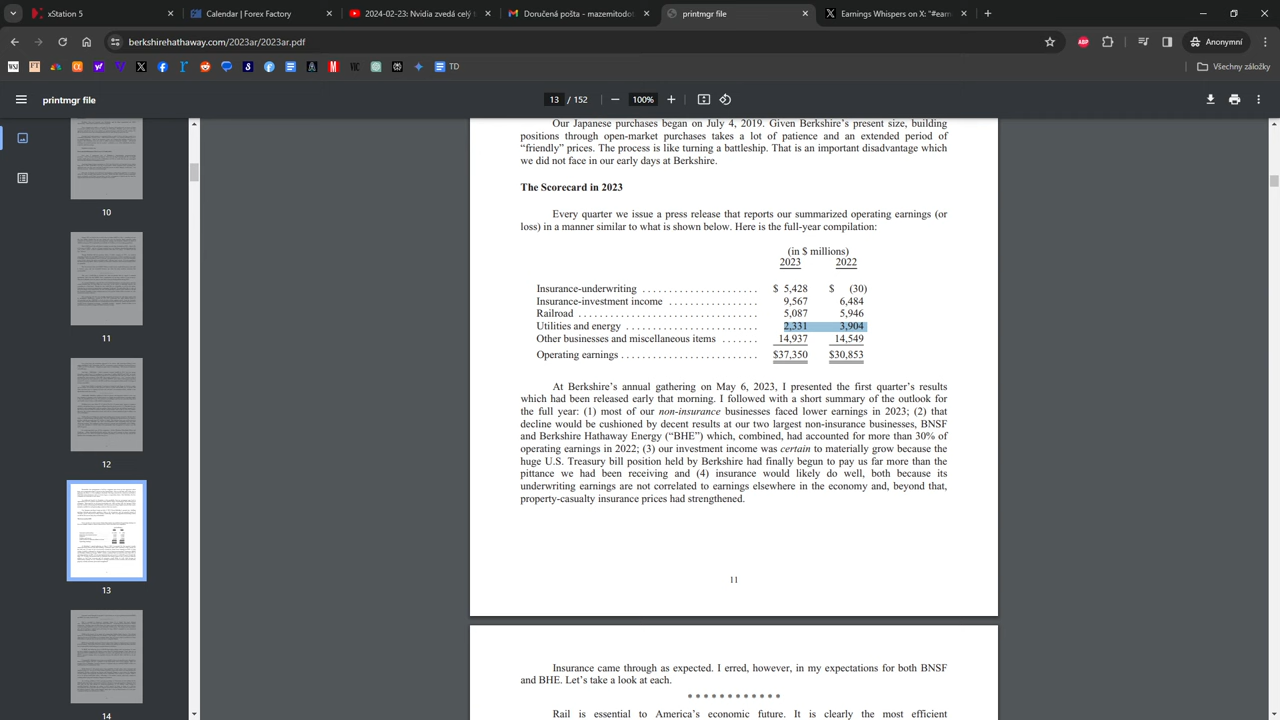 xStation 5
Calendar | Forex Factory
2024-02-23: Nvidia zvedá celý t
Doručená pošta - mazemitodot
printmgr file
Earnings Whispers on X: "#earn
berkshirehathaway.com/2023ar/2023ar.pdf
Anonymní
Všechny záložky
TD
printmgr file
13 / 152
100%
10
11
12
13
14
Our Japanese purchases began on July 4, 2019. Given Berkshire's present size, building
positions through open-market purchases takes a lot of patience and an extended period of
"friendly" prices. The process is like turning a battleship. That is an important disadvantage which
we did not face in our early days at Berkshire.
The Scorecard in 2023
Every quarter we issue a press release that reports our summarized operating earnings (or
loss) in a manner similar to what is shown below. Here is the full-year compilation:
(in $ millions)
2023 2022
Insurance-underwriting . . . . . . . . . . . . . . . . . . . . . . $ 5,428 $ (30)
Insurance-investment income . . . . . . . . . . . . . . . . . 9,567 6,484
Railroad . . . . . . . . . . . . . . . . . . . . . . . . . . . . . . . . . . 5,087 5,946
Utilities and energy . . . . . . . . . . . . . . . . . . . . . . . . . 2,331 3,904
Other businesses and miscellaneous items . . . . . . . 14,937 14,549
Operating earnings . . . . . . . . . . . . . . . . . . . . . . . . . . $37,350 $30,853
At Berkshire's annual gathering on May 6, 2023, I presented the first quarter's results
which had been released early that morning. I followed with a short summary of the outlook for
the full year: (1) most of our non-insurance businesses faced lower earnings in 2023; (2) that
decline would be cushioned by decent results at our two largest non-insurance businesses, BNSF
and Berkshire Hathaway Energy ("BHE") which, combined, had accounted for more than 30% of
operating earnings in 2022; (3) our investment income was certain to materially grow because the
huge U.S. Treasury bill position held by Berkshire had finally begun to pay us far more than the
pittance we had been receiving and (4) insurance would likely do well, both because its
underwriting earnings are not correlated to earnings elsewhere in the economy and, beyond that,
property-casualty insurance prices had strengthened.
11
Insurance came through as expected. I erred, however, in my expectations for both BNSF
and BHE. Let's take a look at each.
* * * * * * * * * * * *
Rail is essential to America's economic future. It is clearly the most efficient